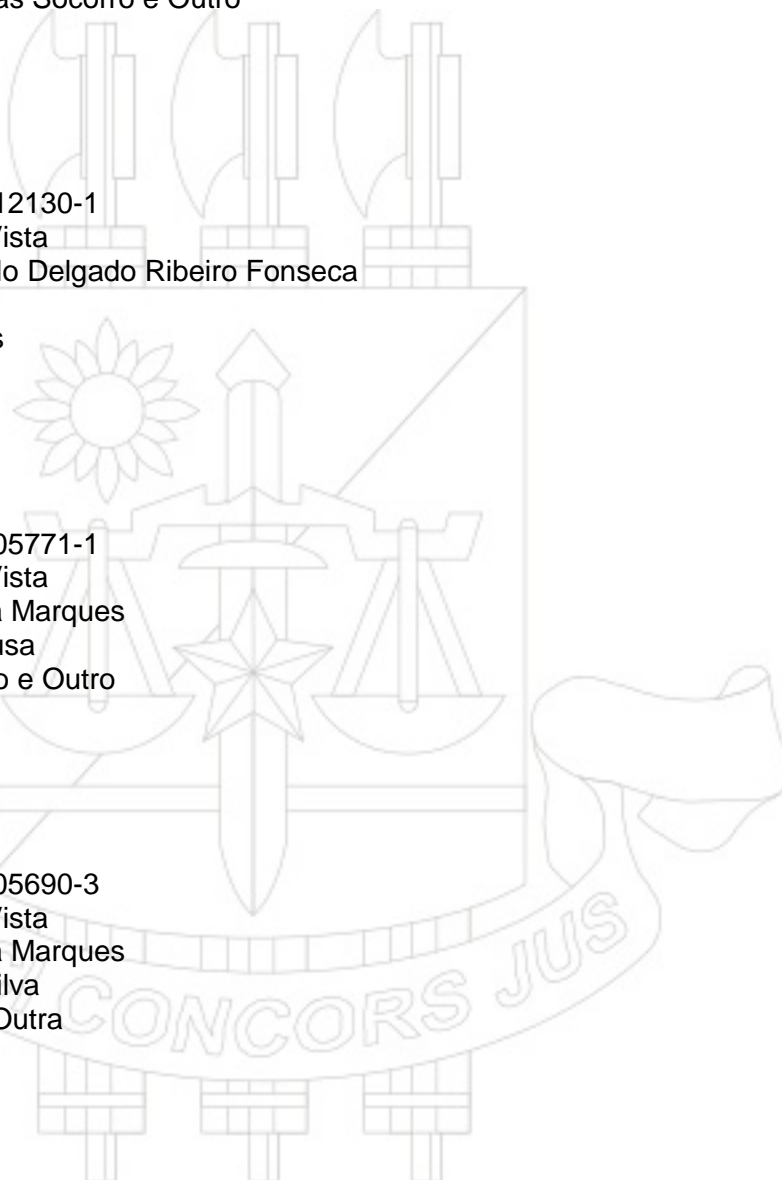 as Socorro e Outro
12130-1
Vista
do Delgado Ribeiro Fonseca
s
05771-1
Vista
a Marques
usa
o e Outro
05690-3
Vista
a Marques
ilva
Outra
CONCORS JUS